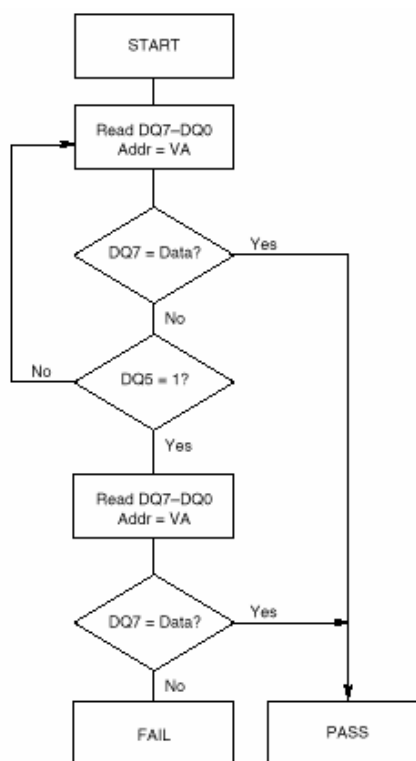 START
Read DQ7–DQ0
Addr = VA
DQ7 = Data?
Yes
No
No
DQ5 = 1?
Yes
Read DQ7–DQ0
Addr = VA
DQ7 = Data?
Yes
No
FAIL
PASS